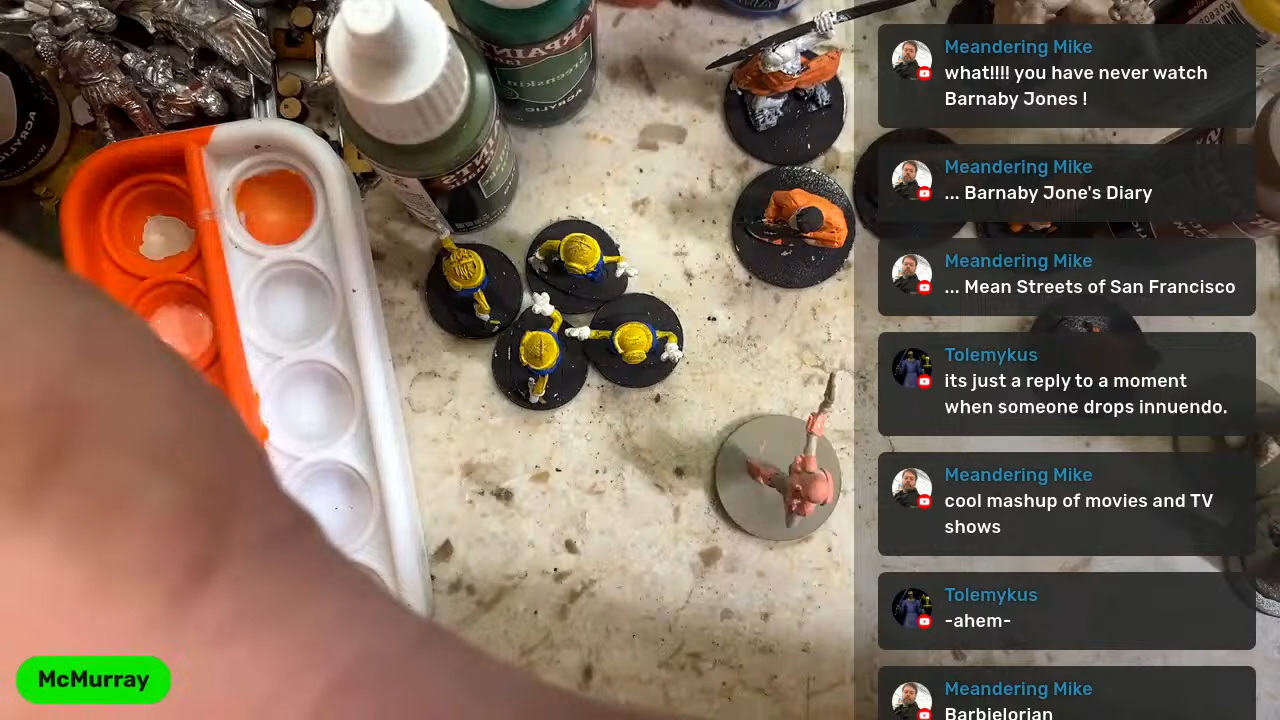 Meandering Mike
what!!!! you have never watch
Barnaby Jones !
Meandering Mike
... Barnaby Jone's Diary
Meandering Mike
... Mean Streets of San Francisco
Tolemykus
its just a reply to a moment
when someone drops innuendo.
Meandering Mike
cool mashup of movies and TV
shows
Tolemykus
-ahem-
Meandering Mike
Barbielorian
McMurray